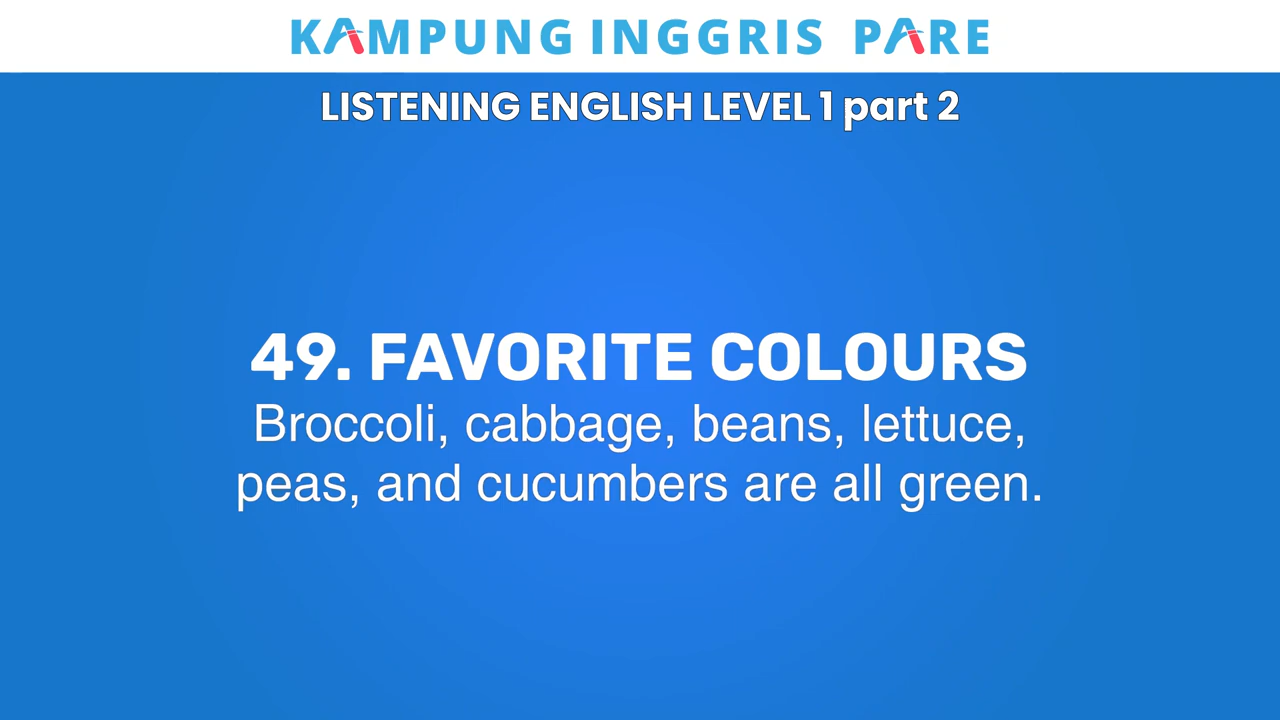 KAMPUNG INGGRIS PARE
LISTENING ENGLISH LEVEL 1 part 2
49. FAVORITE COLOURS
Broccoli, cabbage, beans, lettuce,
peas, and cucumbers are all green.